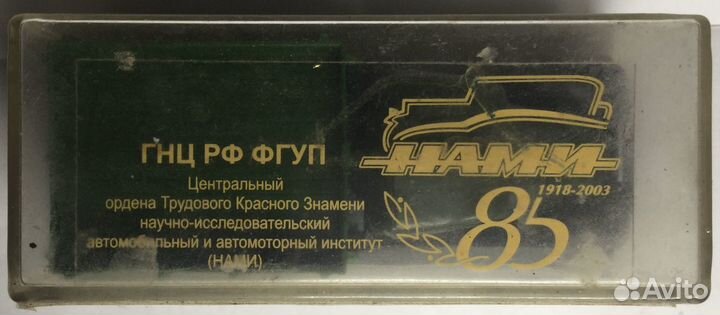 ГНЦ РФ ФГУП
Центральный
ордена Трудового Красного Знамени
научно-исследовательский
автомобильный и автомоторный институт
(НАМИ)
НАМИ
1918-2003
85
Avito